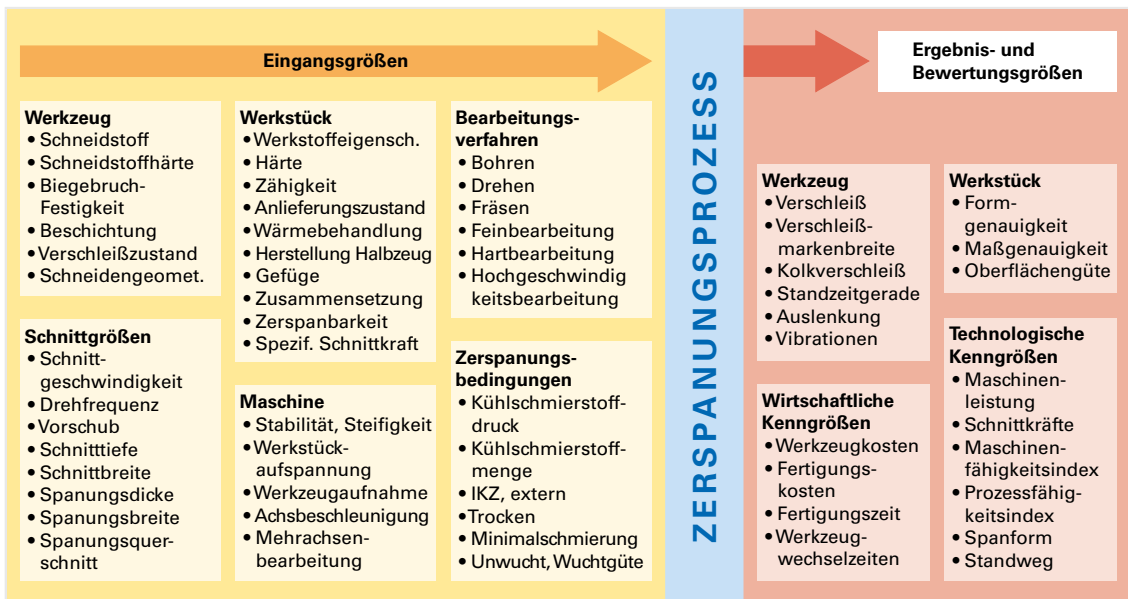 Eingangsgrößen
Werkzeug
• Schneidstoff
• Schneidstoffhärte
• Biegebruch-
Festigkeit
• Beschichtung
• Verschleißzustand
• Schneidengeomet.
Schnittgrößen
• Schnitt-
geschwindigkeit
• Drehfrequenz
• Vorschub
• Schnitttiefe
• Schnittbreite
• Spanungsdicke
• Spanungsbreite
• Spanungsquer-
schnitt
Werkstück
• Werkstoffeigensch.
• Härte
• Zähigkeit
• Anlieferungszustand
• Wärmebehandlung
• Herstellung Halbzeug
• Gefüge
• Zusammensetzung
• Zerspanbarkeit
• Spezif. Schnittkraft
Maschine
• Stabilität, Steifigkeit
• Werkstück-
aufspannung
• Werkzeugaufnahme
• Achsbeschleunigung
• Mehrachsen-
bearbeitung
Bearbeitungs-
verfahren
• Bohren
• Drehen
• Fräsen
• Feinbearbeitung
• Hartbearbeitung
• Hochgeschwindig
keitsbearbeitung
Zerspanungs-
bedingungen
• Kühlschmierstoff-
druck
• Kühlschmierstoff-
menge
• IKZ, extern
• Trocken
• Minimalschmierung
• Unwucht, Wuchtgüte
ZERSPANUNGSPROZESS
Ergebnis- und
Bewertungsgrößen
Werkzeug
• Verschleiß
• Verschleiß-
markenbreite
• Kolkverschleiß
• Standzeitgerade
• Auslenkung
• Vibrationen
Wirtschaftliche
Kenngrößen
• Werkzeugkosten
• Fertigungs-
kosten
• Fertigungszeit
• Werkzeug-
wechselzeiten
Werkstück
• Form-
genauigkeit
• Maßgenauigkeit
• Oberflächengüte
Technologische
Kenngrößen
• Maschinen-
leistung
• Schnittkräfte
• Maschinen-
fähigkeitsindex
• Prozessfähig-
keitsindex
• Spanform
• Standweg